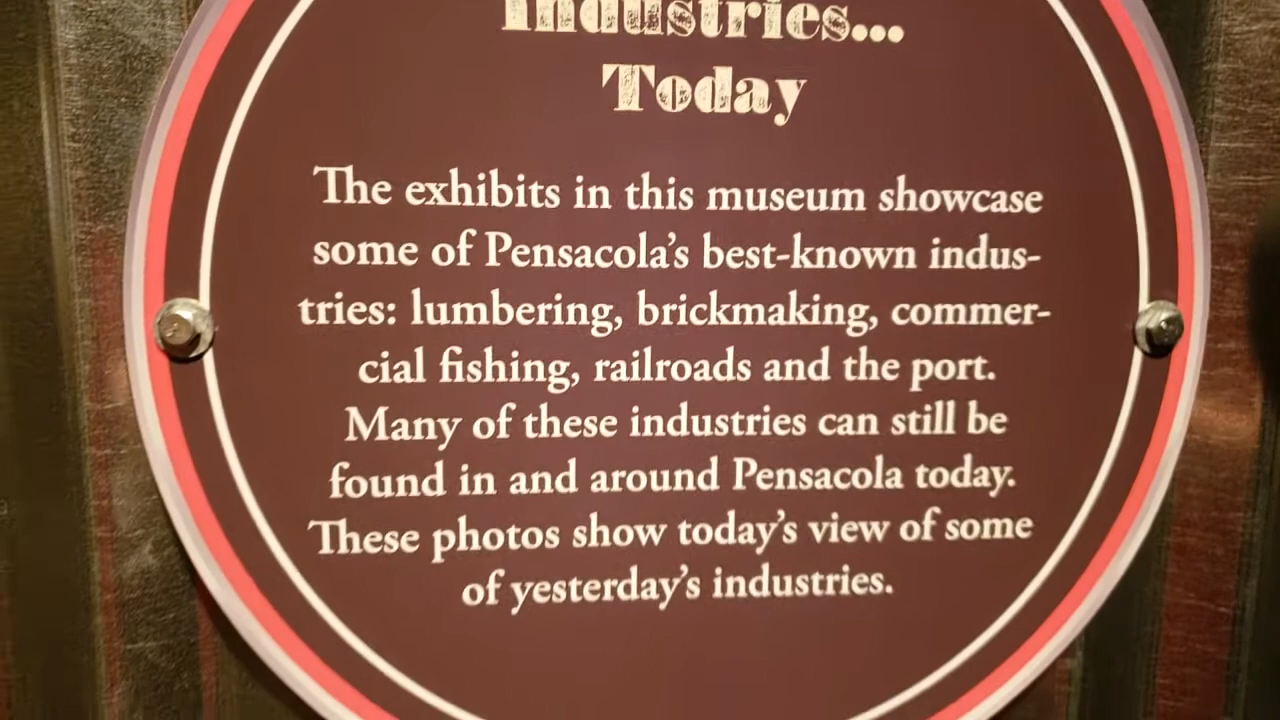 Industries...
Today
The exhibits in this museum showcase
some of Pensacola's best-known indus-
tries: lumbering, brickmaking, commer-
cial fishing, railroads and the port.
Many of these industries can still be
found in and around Pensacola today.
These photos show today's view of some
of yesterday's industries.